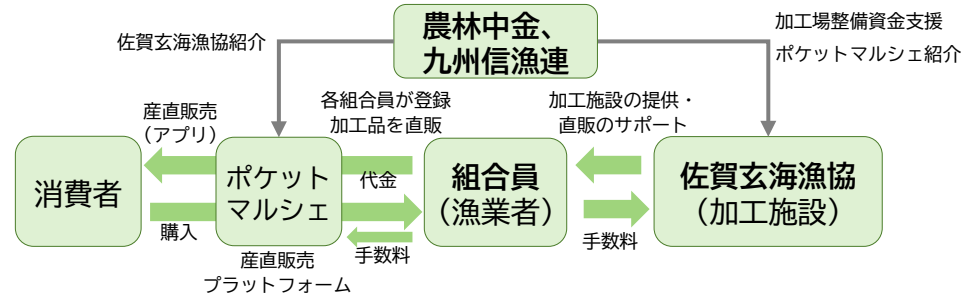 農林中金、
九州信漁連
佐賀玄海漁協紹介
加工場整備資金支援
ポケットマルシェ紹介
産直販売
（アプリ）
各組合員が登録
加工品を直販
加工施設の提供・
直販のサポート
消費者
ポケット
マルシェ
代金
組合員
（漁業者）
佐賀玄海漁協
（加工施設）
購入
手数料
手数料
産直販売
プラットフォーム